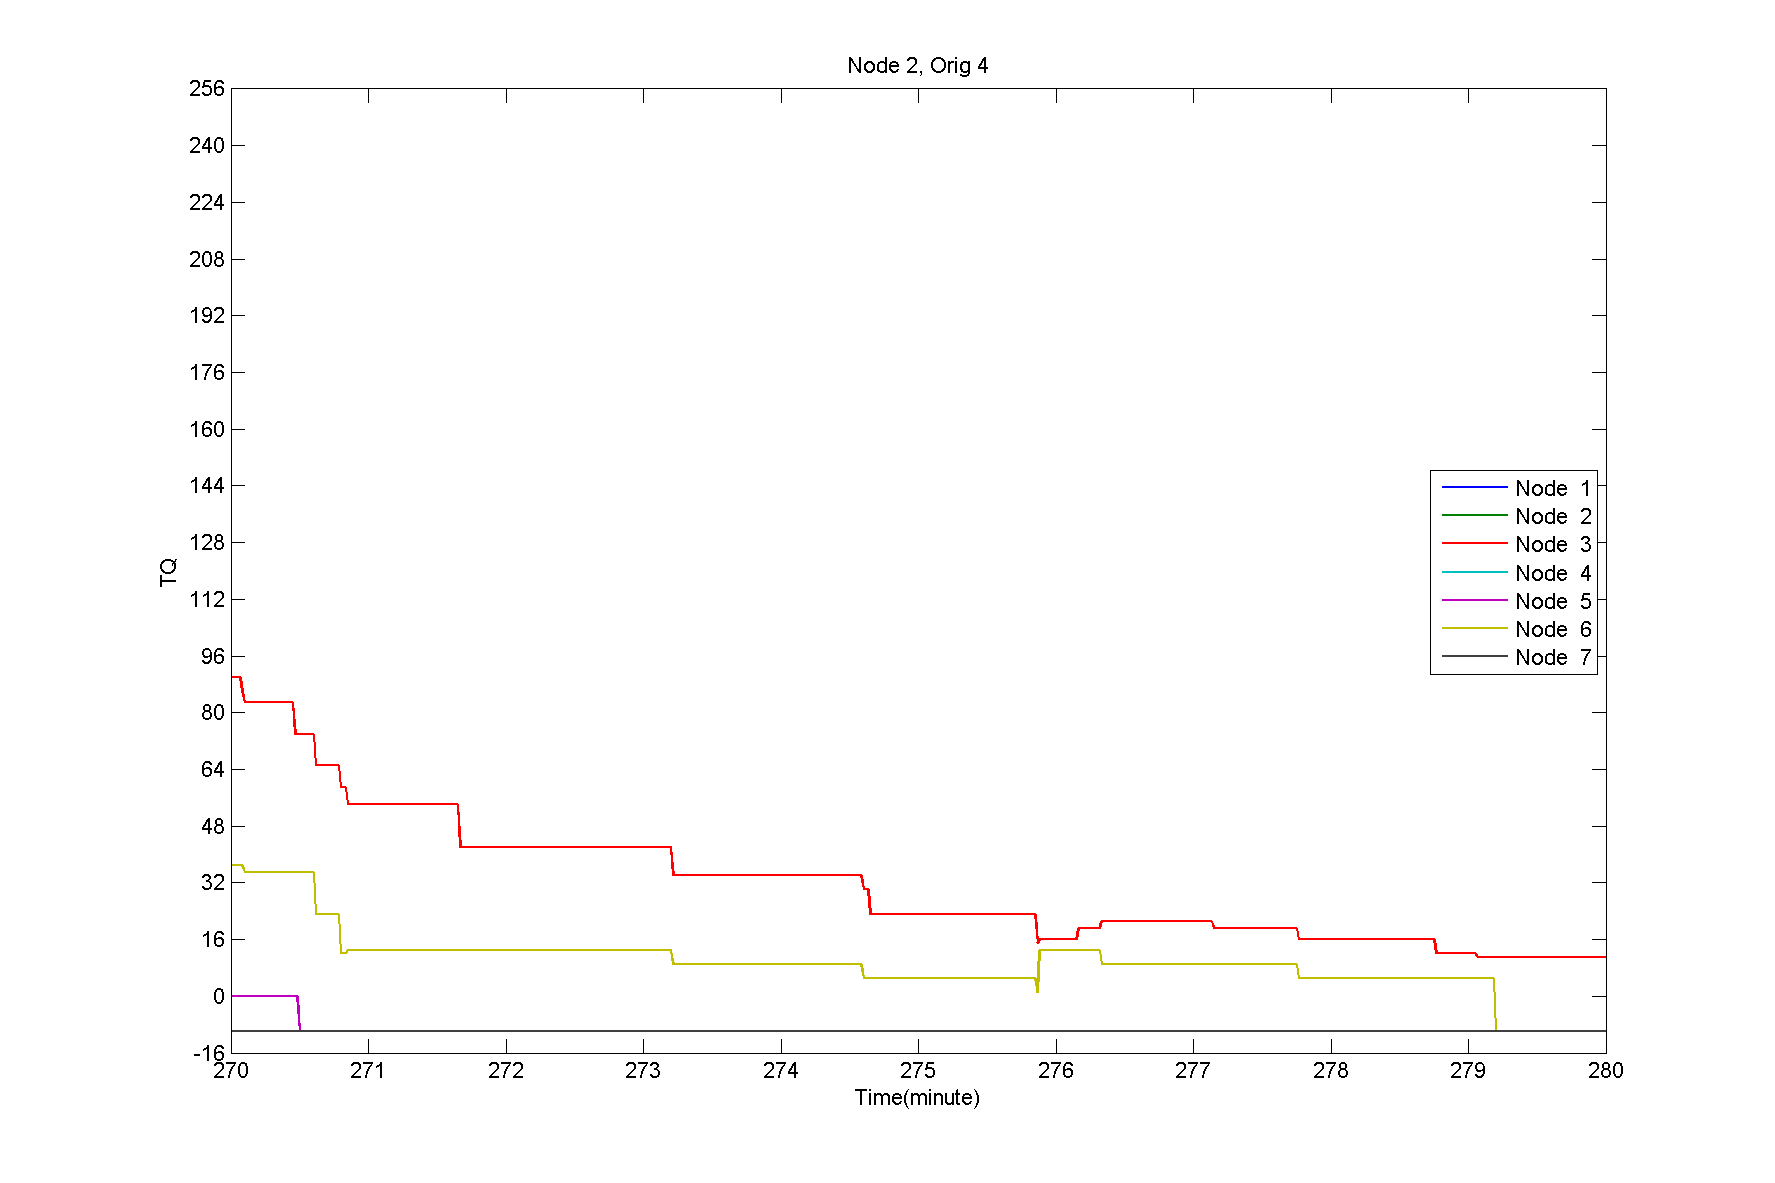 Node 2, Orig 4
256
240
224
208
192
176
160
144
128
112
96
80
64
48
32
16
0
-16
TQ
Node 1
Node 2
Node 3
Node 4
Node 5
Node 6
Node 7
270 271 272 273 274 275 276 277 278 279 280
Time(minute)